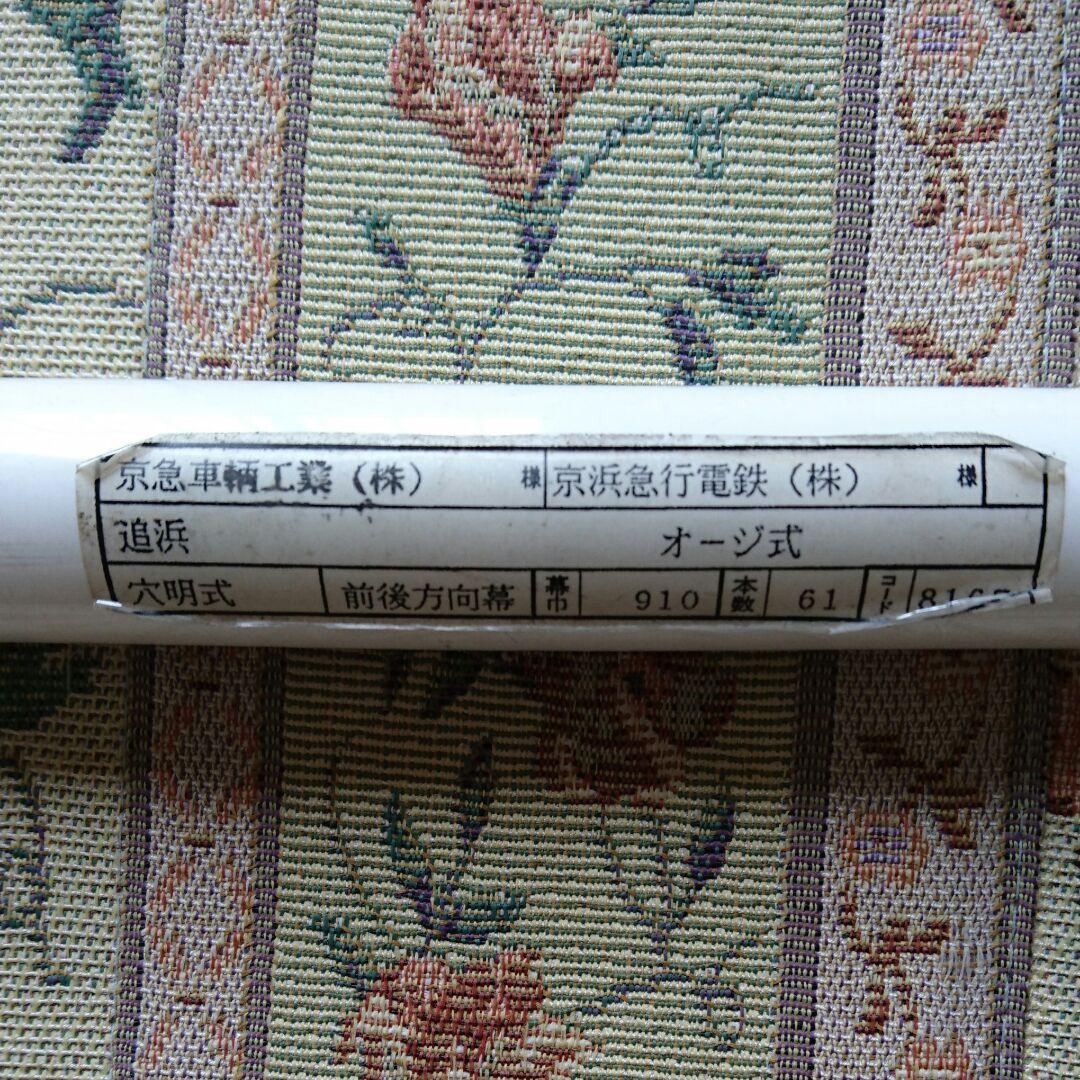 京急車輌工業（株） 様 京浜急行電鉄（株） 様
追浜 オージ式
穴明式 前後方向幕 幕巾 910 本数 61 コード